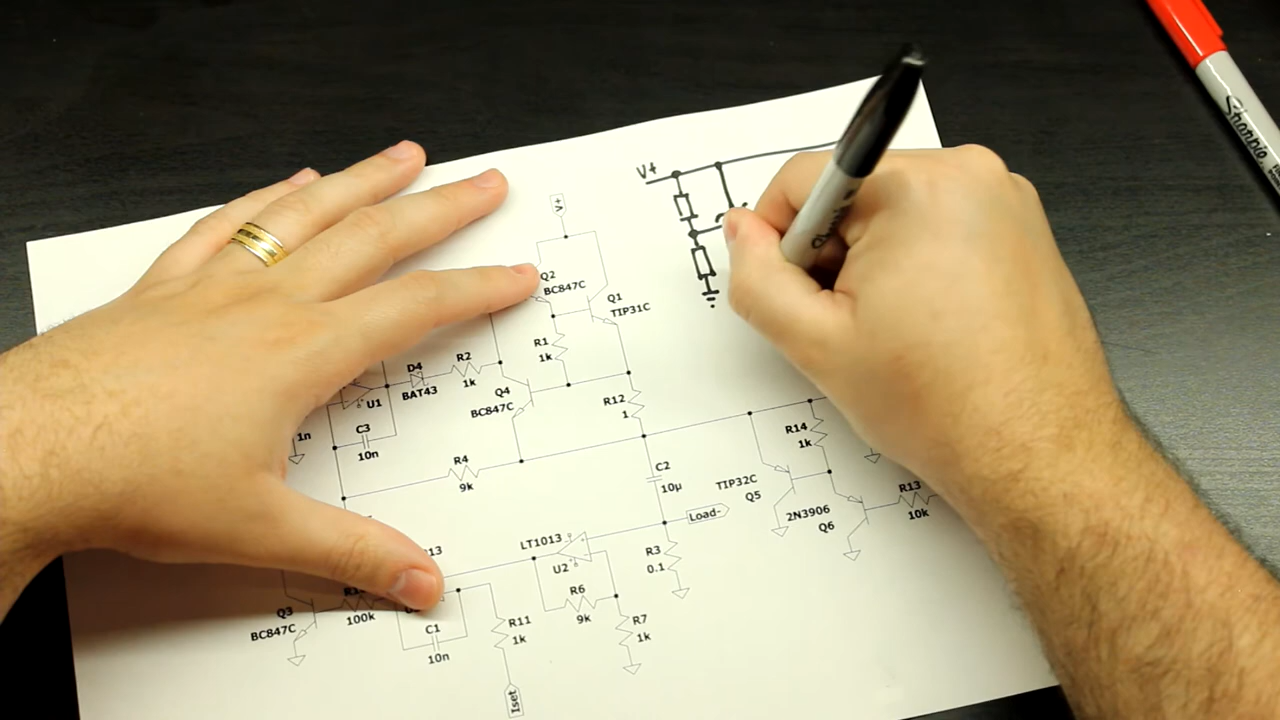 V+
V+
Q2
BC847C
Q1
TIP31C
R1
1k
D4
BAT43
R2
1k
Q4
BC847C
R12
1
U1
1n
C3
10n
R4
9k
C2
10µ
R14
1k
TIP32C
Q5
2N3906
Q6
R13
10k
Load-
LT1013
U2
R3
0.1
R6
9k
R7
1k
13
Q3
BC847C
100k
C1
10n
R11
1k
Iset
Sharpie